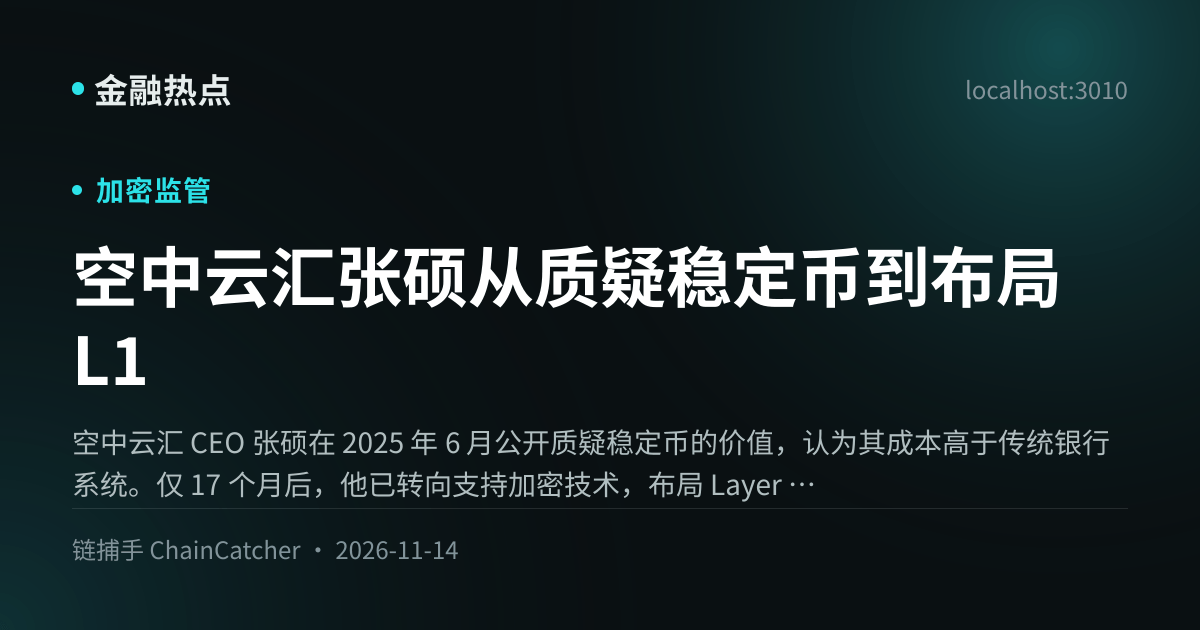 金融热点
localhost:3010
加密监管
空中云汇张硕从质疑稳定币到布局
L1
空中云汇 CEO 张硕在 2025 年 6 月公开质疑稳定币的价值，认为其成本高于传统银行
系统。仅 17 个月后，他已转向支持加密技术，布局 Layer …
链捕手 ChainCatcher · 2026-11-14